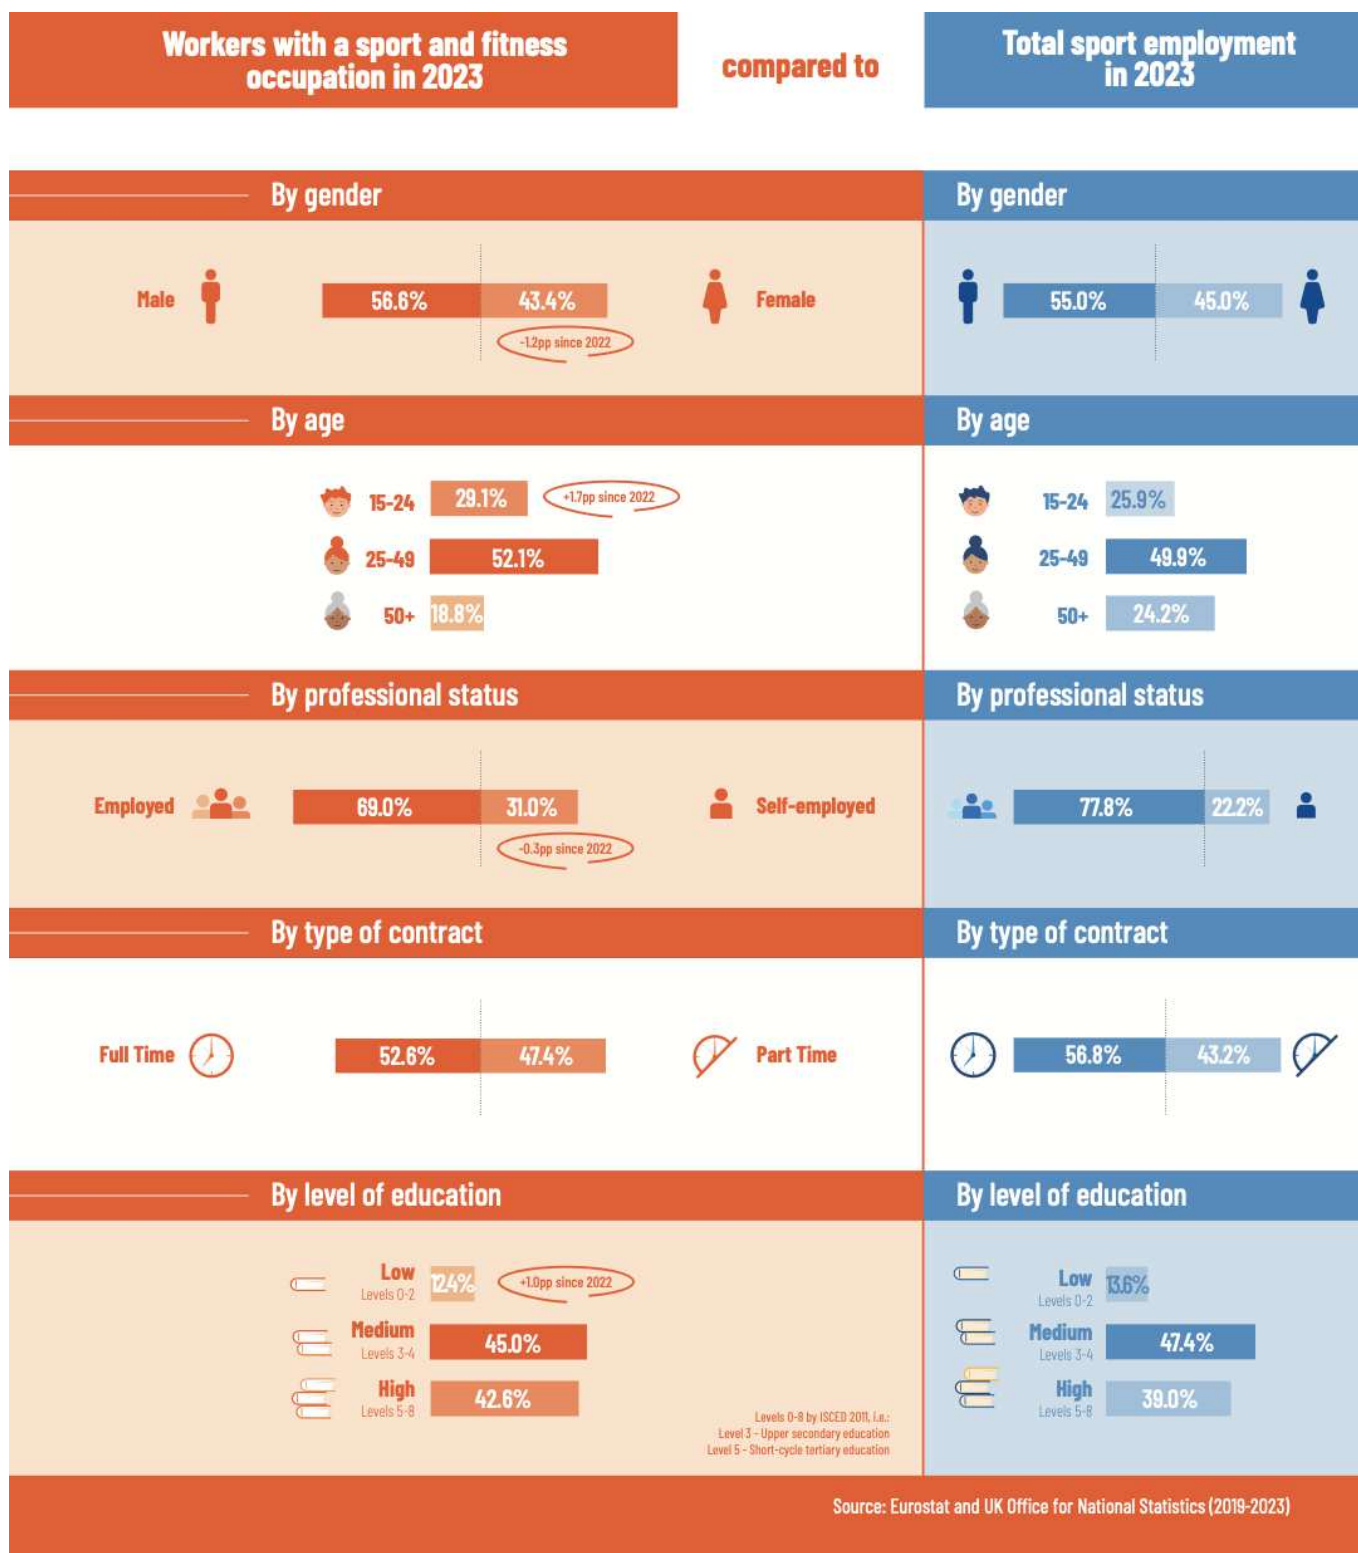 Workers with a sport and fitness
occupation in 2023
compared to
Total sport employment
in 2023
By gender
By gender
Male
56.6%
43.4%
Female
-1.2pp since 2022
55.0%
45.0%
By age
By age
15-24
29.1%
+1.7pp since 2022
25-49
52.1%
50+
18.8%
15-24
25.9%
25-49
49.9%
50+
24.2%
By professional status
By professional status
Employed
69.0%
31.0%
Self-employed
-0.3pp since 2022
77.8%
22.2%
By type of contract
By type of contract
Full Time
52.6%
47.4%
Part Time
56.8%
43.2%
By level of education
By level of education
Low
Levels 0-2
12.4%
+1.0pp since 2022
Medium
Levels 3-4
45.0%
High
Levels 5-8
42.6%
Levels 0-8 by ISCED 2011, i.e.:
Level 3 - Upper secondary education
Level 5 - Short-cycle tertiary education
Low
Levels 0-2
13.6%
Medium
Levels 3-4
47.4%
High
Levels 5-8
39.0%
Source: Eurostat and UK Office for National Statistics (2019-2023)